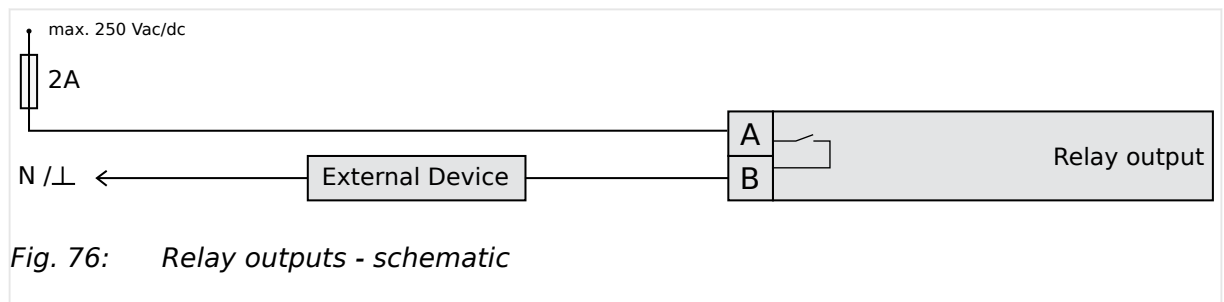 max. 250 Vac/dc
2A
A
Relay output
N /⊥
External Device
B
Fig. 76: Relay outputs - schematic